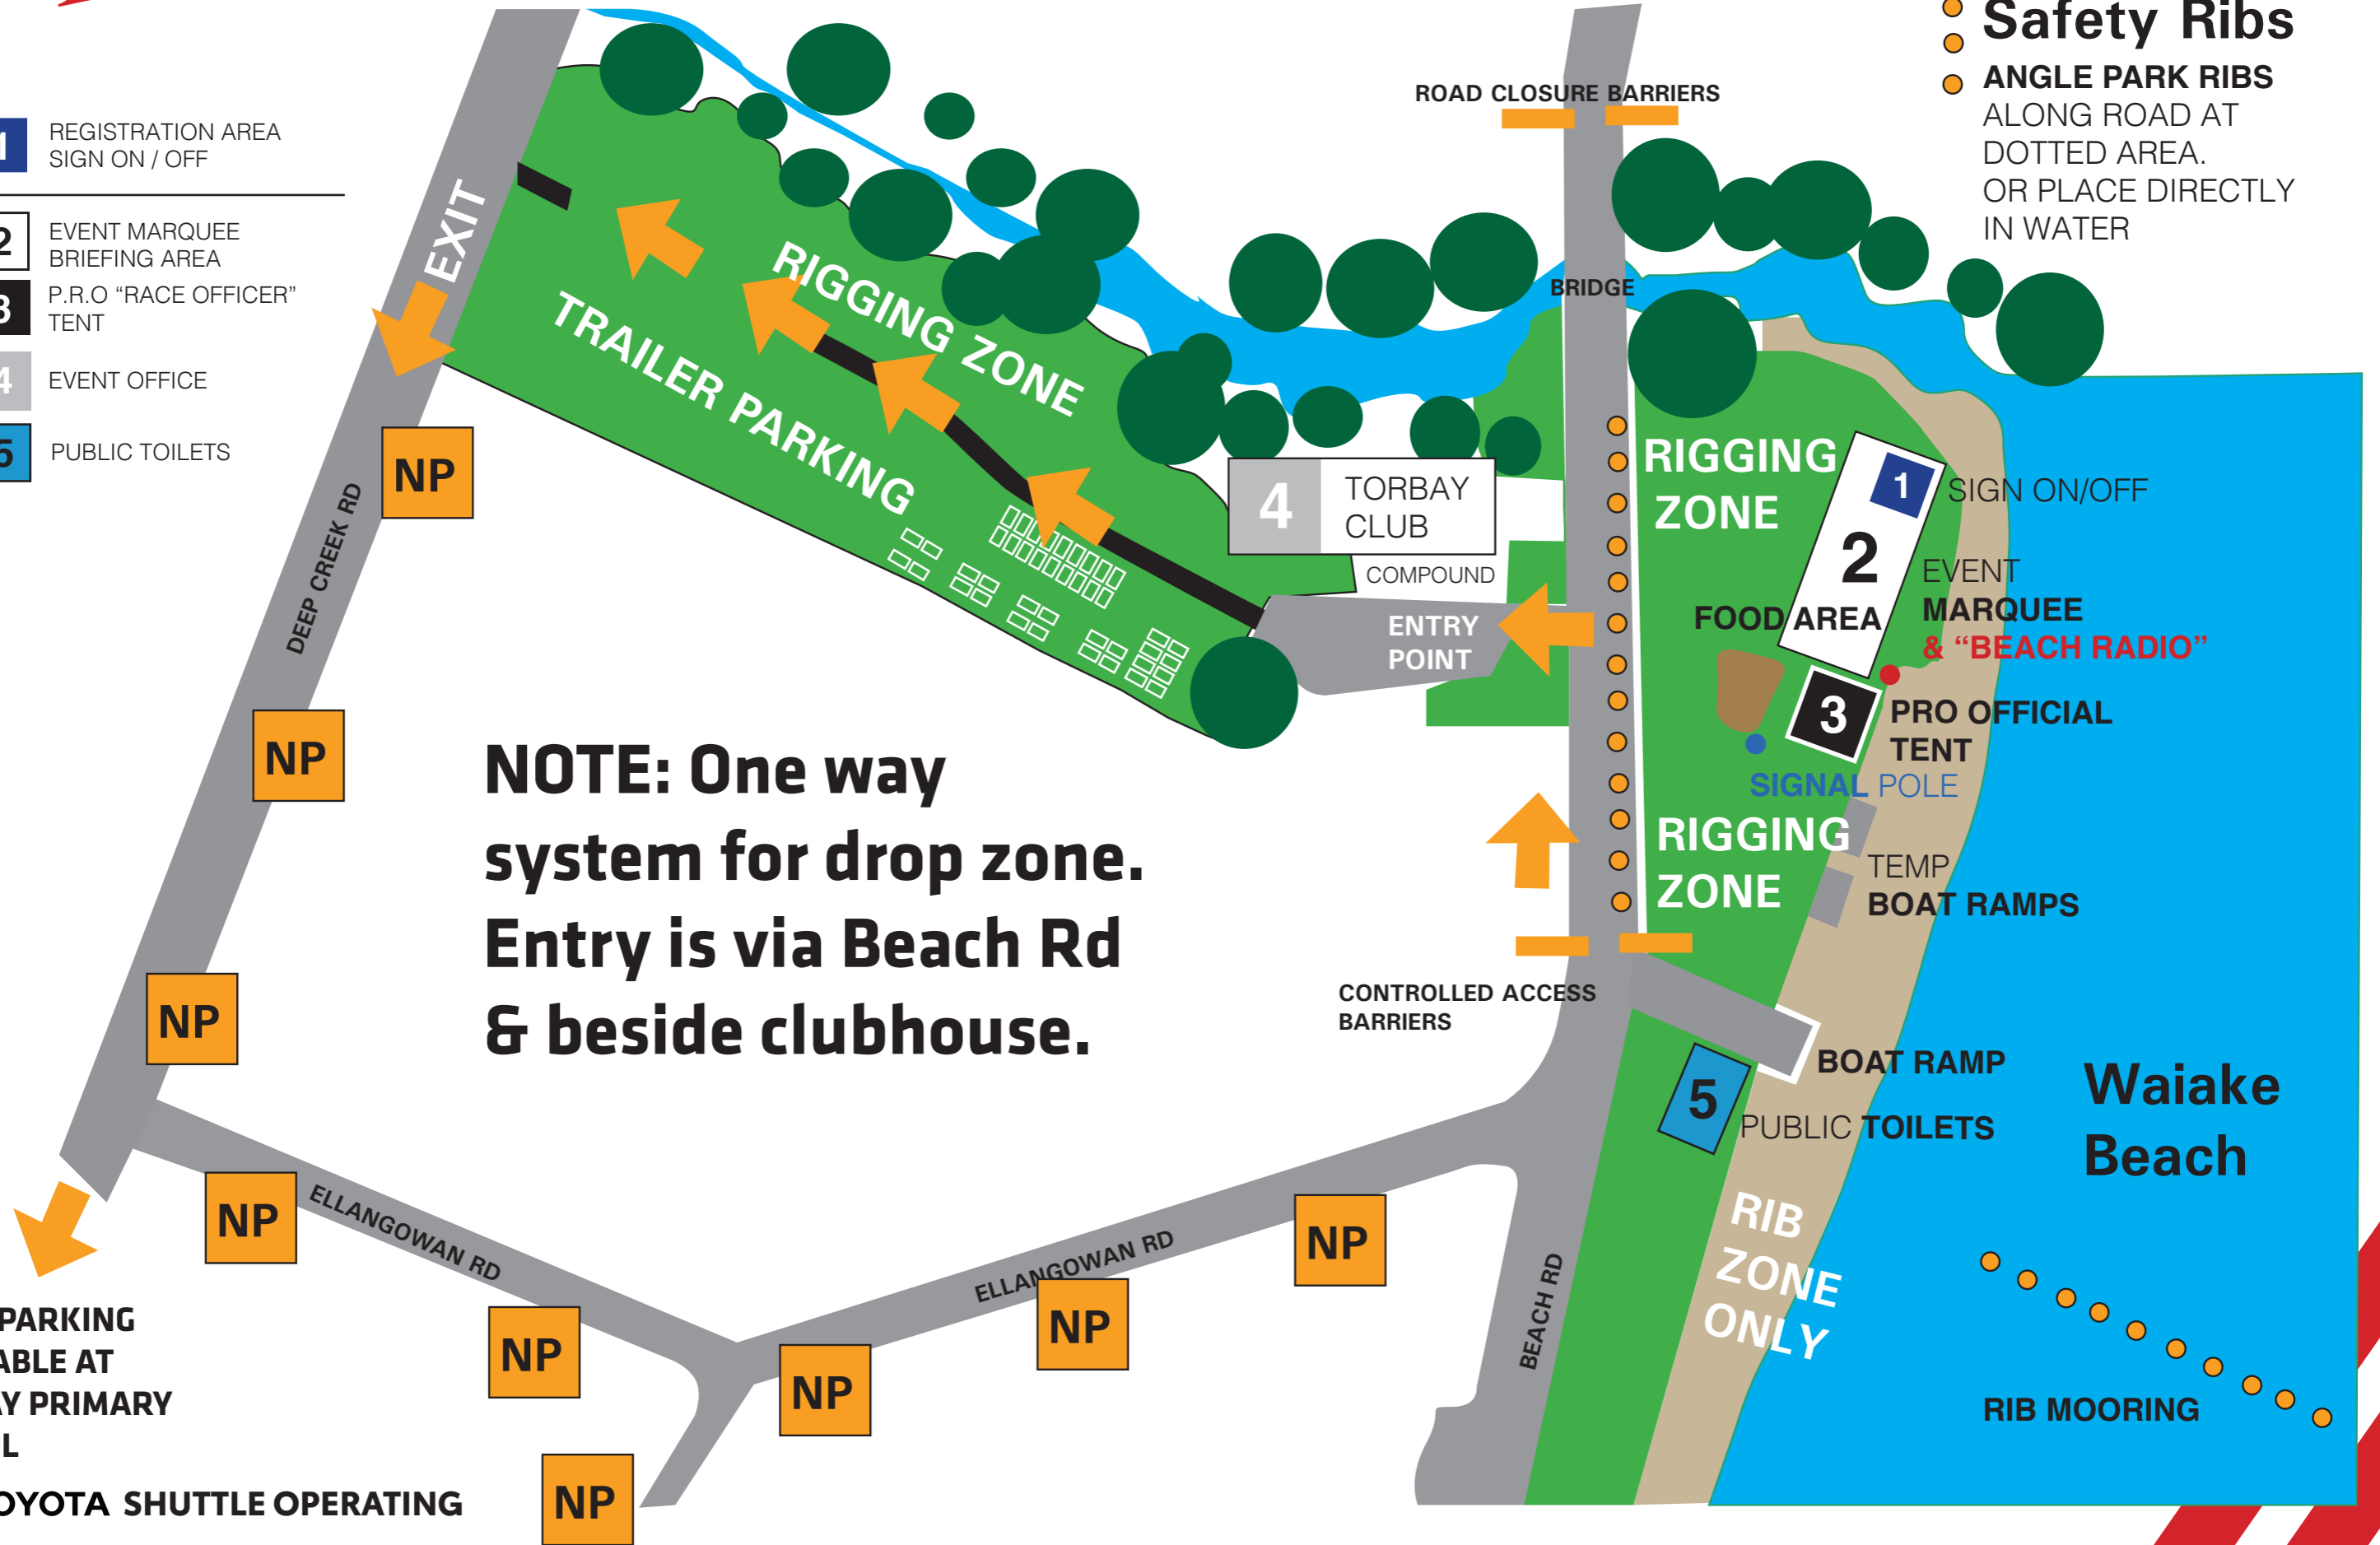 Safety Ribs
ANGLE PARK RIBS
ALONG ROAD AT
DOTTED AREA.
OR PLACE DIRECTLY
IN WATER
1
REGISTRATION AREA
SIGN ON / OFF
2
EVENT MARQUEE
BRIEFING AREA
3
P.R.O “RACE OFFICER”
TENT
4
EVENT OFFICE
5
PUBLIC TOILETS
ROAD CLOSURE BARRIERS
BRIDGE
EXIT
RIGGING ZONE
TRAILER PARKING
NP
DEEP CREEK RD
NP
NP
4
TORBAY
CLUB
COMPOUND
ENTRY
POINT
RIGGING
ZONE
1
SIGN ON/OFF
2
EVENT
MARQUEE
& “BEACH RADIO”
FOOD AREA
3
PRO OFFICIAL
TENT
SIGNAL POLE
RIGGING
ZONE
TEMP
BOAT RAMPS
NOTE: One way
system for drop zone.
Entry is via Beach Rd
& beside clubhouse.
CONTROLLED ACCESS
BARRIERS
BOAT RAMP
5
PUBLIC TOILETS
Waiake
Beach
RIB
ZONE
ONLY
RIB MOORING
BEACH RD
NP
ELLANGOWAN RD
NP
NP
ELLANGOWAN RD
NP
NP
NP
PARKING
ABLE AT
Y PRIMARY
L
OYOTA SHUTTLE OPERATING